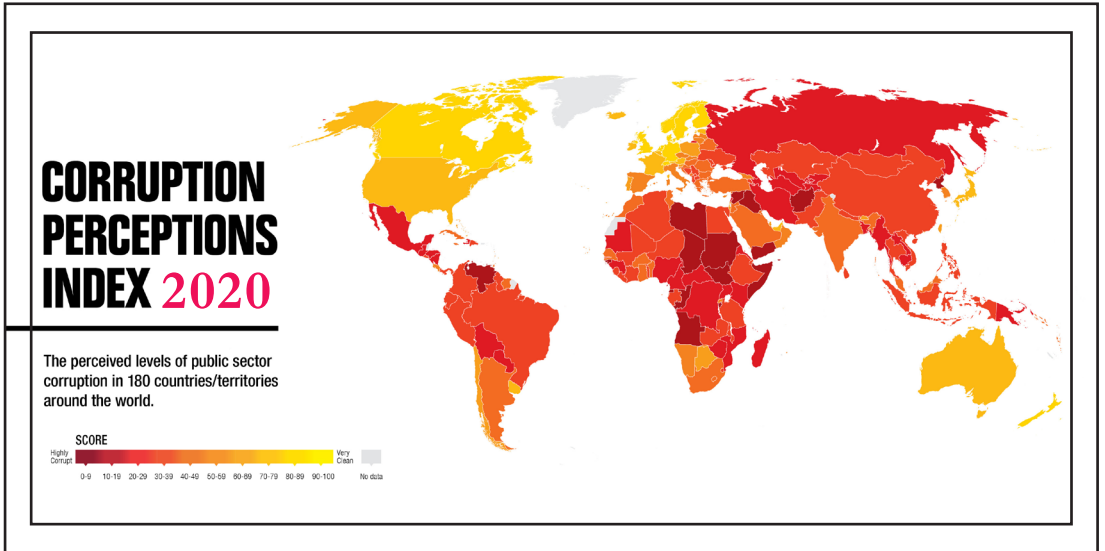 CORRUPTION
PERCEPTIONS
INDEX 2020
The perceived levels of public sector
corruption in 180 countries/territories
around the world.
SCORE
Highly
Corrupt
Very
Clean
0-9 10-19 20-29 30-39 40-49 50-59 60-69 70-79 80-89 90-100 No data